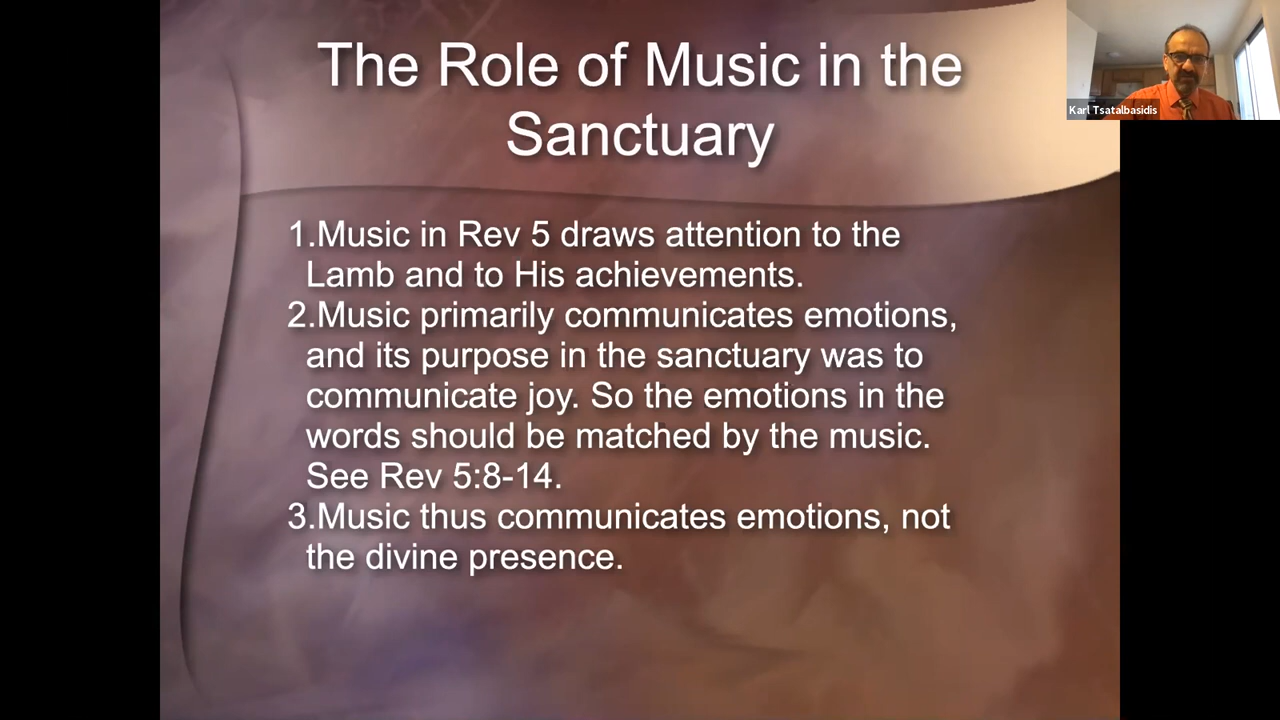 The Role of Music in the
Sanctuary
Karl Tsatalbasidis
1.Music in Rev 5 draws attention to the
Lamb and to His achievements.
2.Music primarily communicates emotions,
and its purpose in the sanctuary was to
communicate joy. So the emotions in the
words should be matched by the music.
See Rev 5:8-14.
3.Music thus communicates emotions, not
the divine presence.